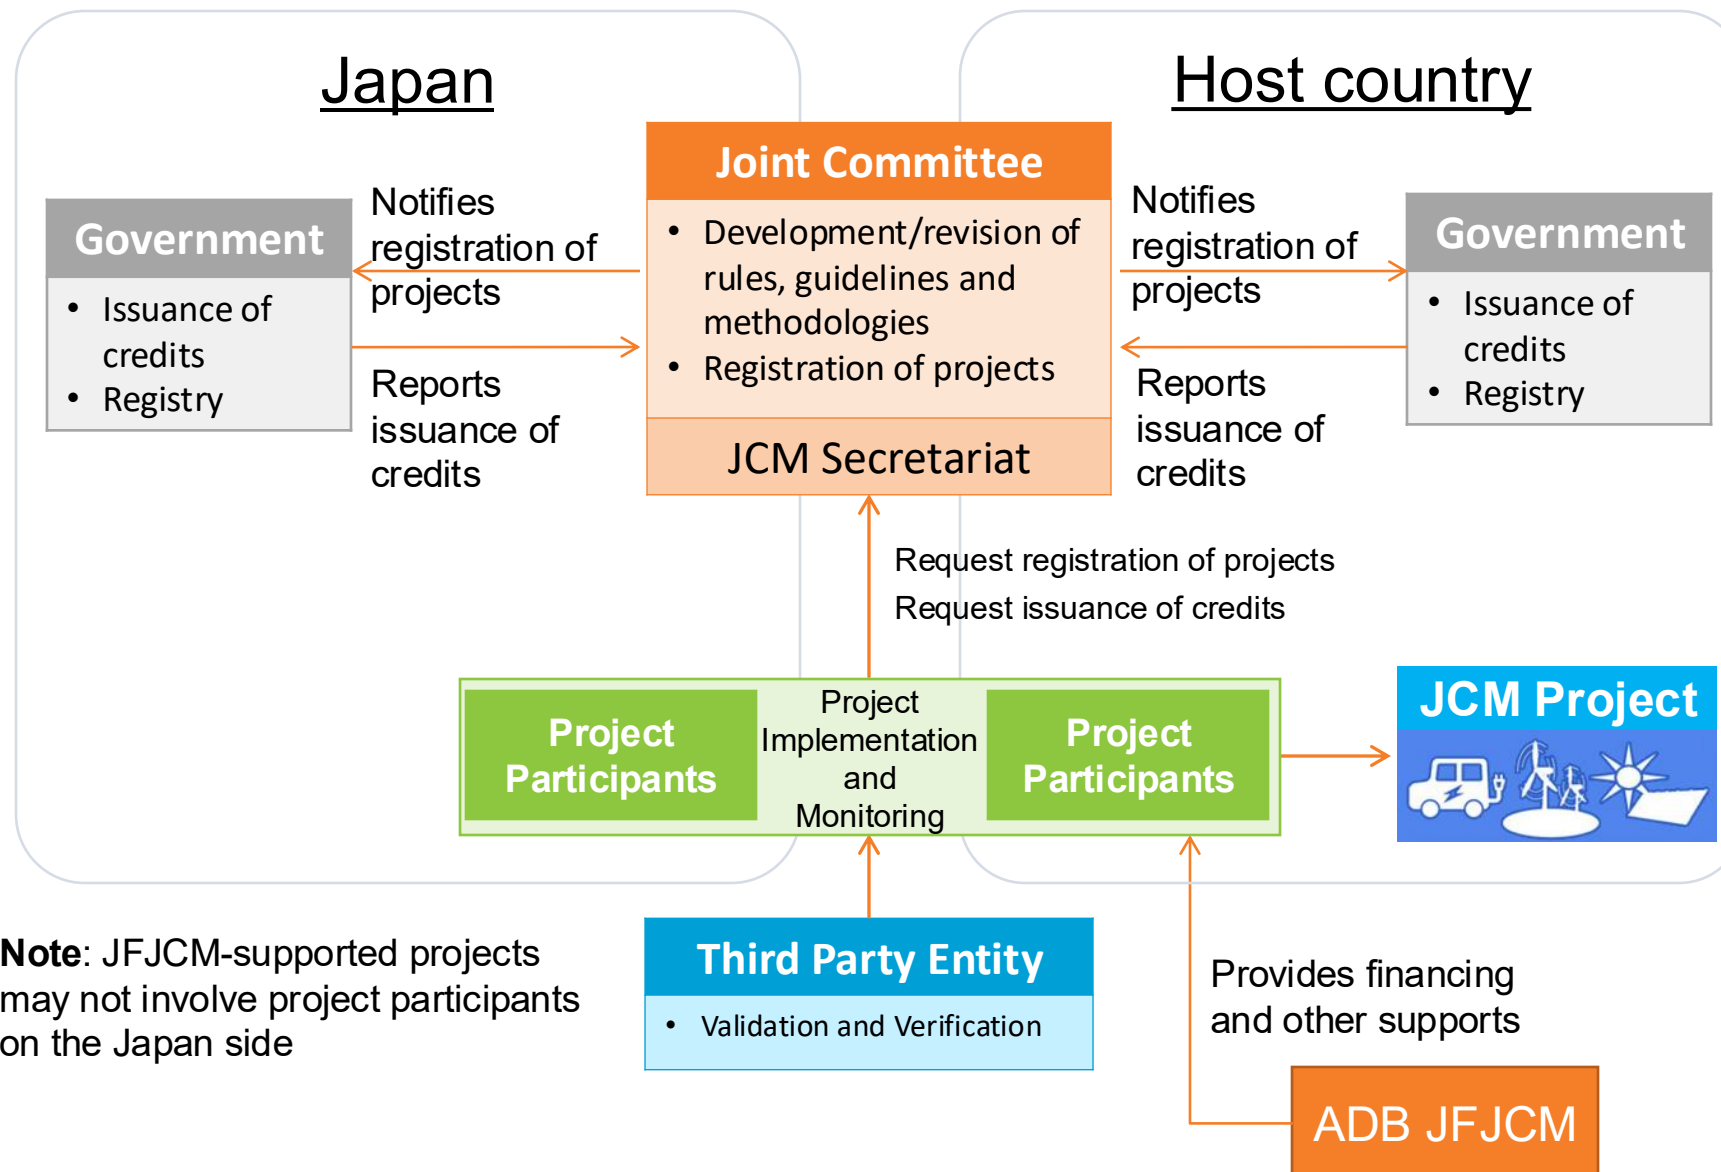 Japan
Host country
Joint Committee
• Development/revision of
rules, guidelines and
methodologies
• Registration of projects
JCM Secretariat
Government
• Issuance of
credits
• Registry
Notifies
registration of
projects
Reports
issuance of
credits
Notifies
registration of
projects
Reports
issuance of
credits
Government
• Issuance of
credits
• Registry
Request registration of projects
Request issuance of credits
Project
Participants
Project
Implementation
and
Monitoring
Project
Participants
JCM Project
Third Party Entity
• Validation and Verification
Note: JFJCM-supported projects
may not involve project participants
on the Japan side
Provides financing
and other supports
ADB JFJCM